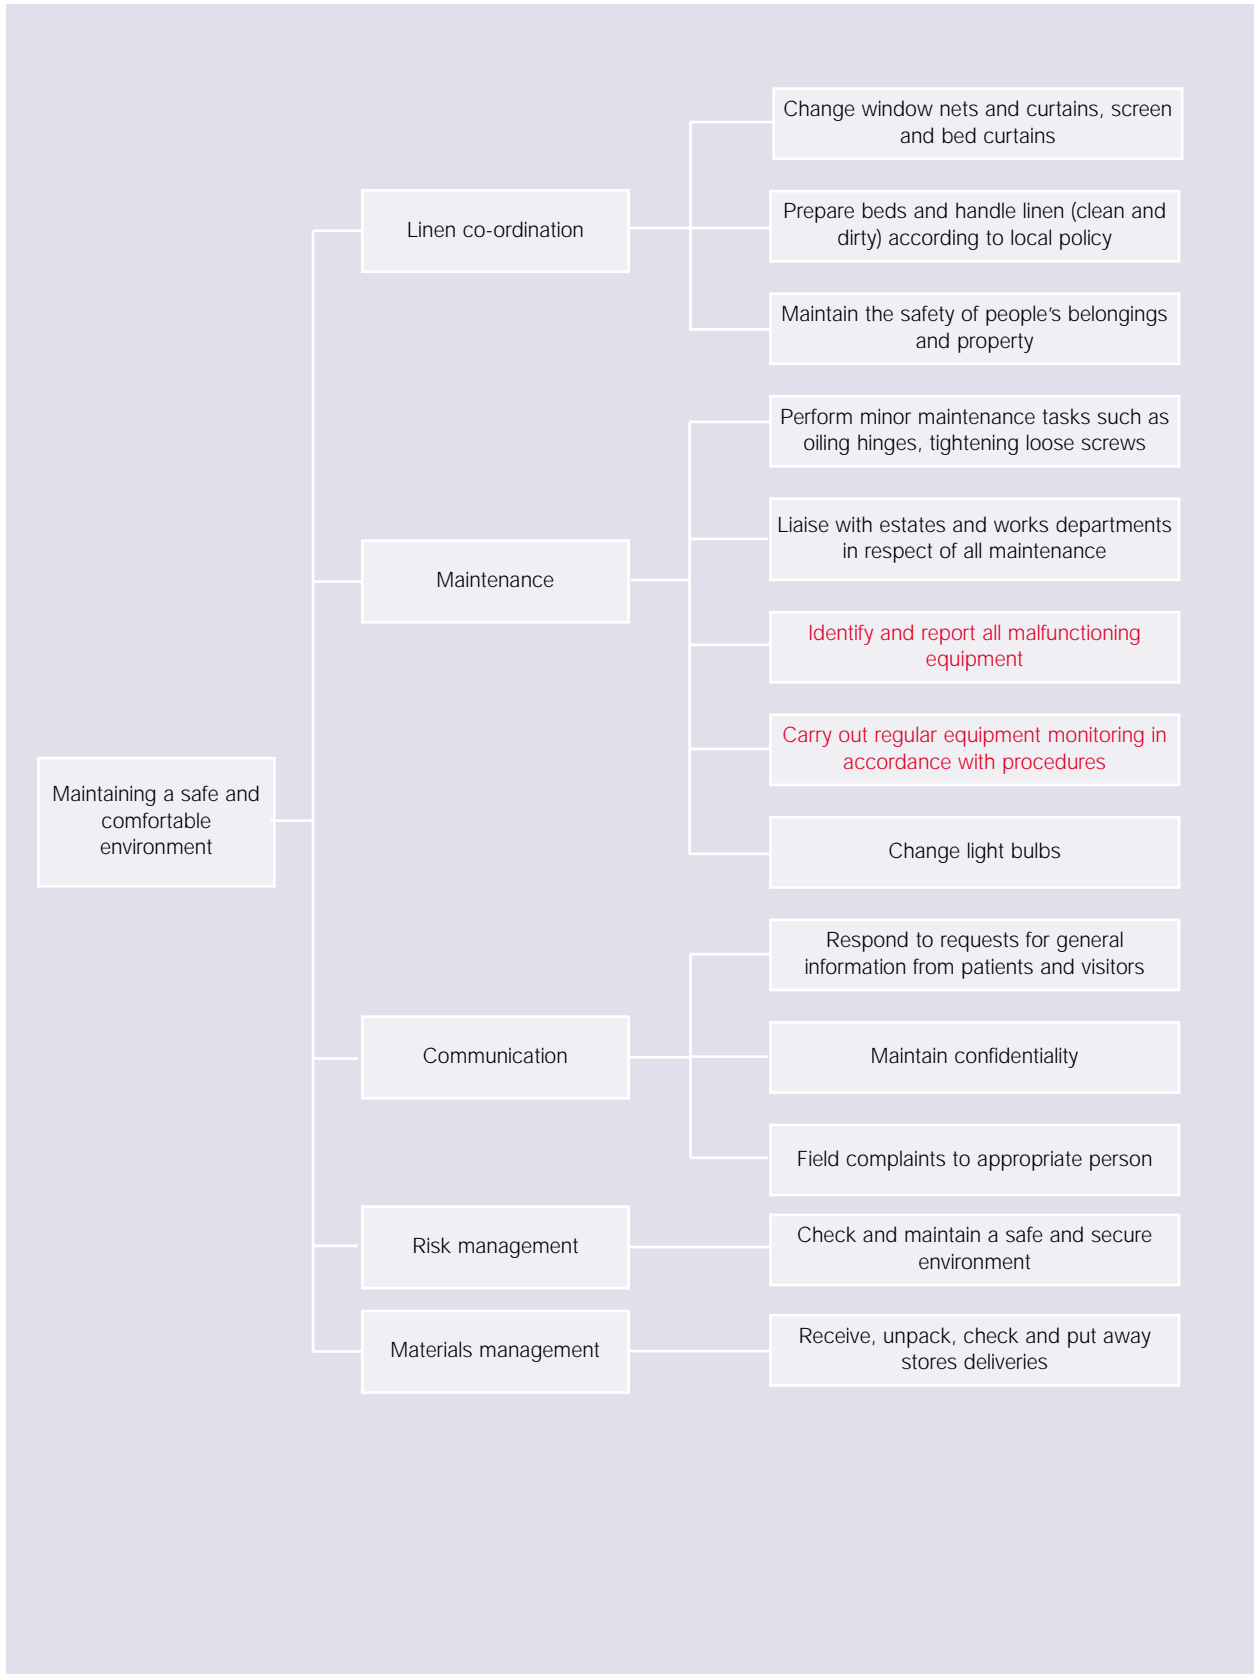 Change window nets and curtains, screen
and bed curtains
Linen co-ordination
Prepare beds and handle linen (clean and
dirty) according to local policy
Maintain the safety of people's belongings
and property
Perform minor maintenance tasks such as
oiling hinges, tightening loose screws
Liaise with estates and works departments
in respect of all maintenance
Maintenance
Identify and report all malfunctioning
equipment
Carry out regular equipment monitoring in
accordance with procedures
Maintaining a safe and
comfortable
environment
Change light bulbs
Respond to requests for general
information from patients and visitors
Communication
Maintain confidentiality
Field complaints to appropriate person
Risk management
Check and maintain a safe and secure
environment
Materials management
Receive, unpack, check and put away
stores deliveries